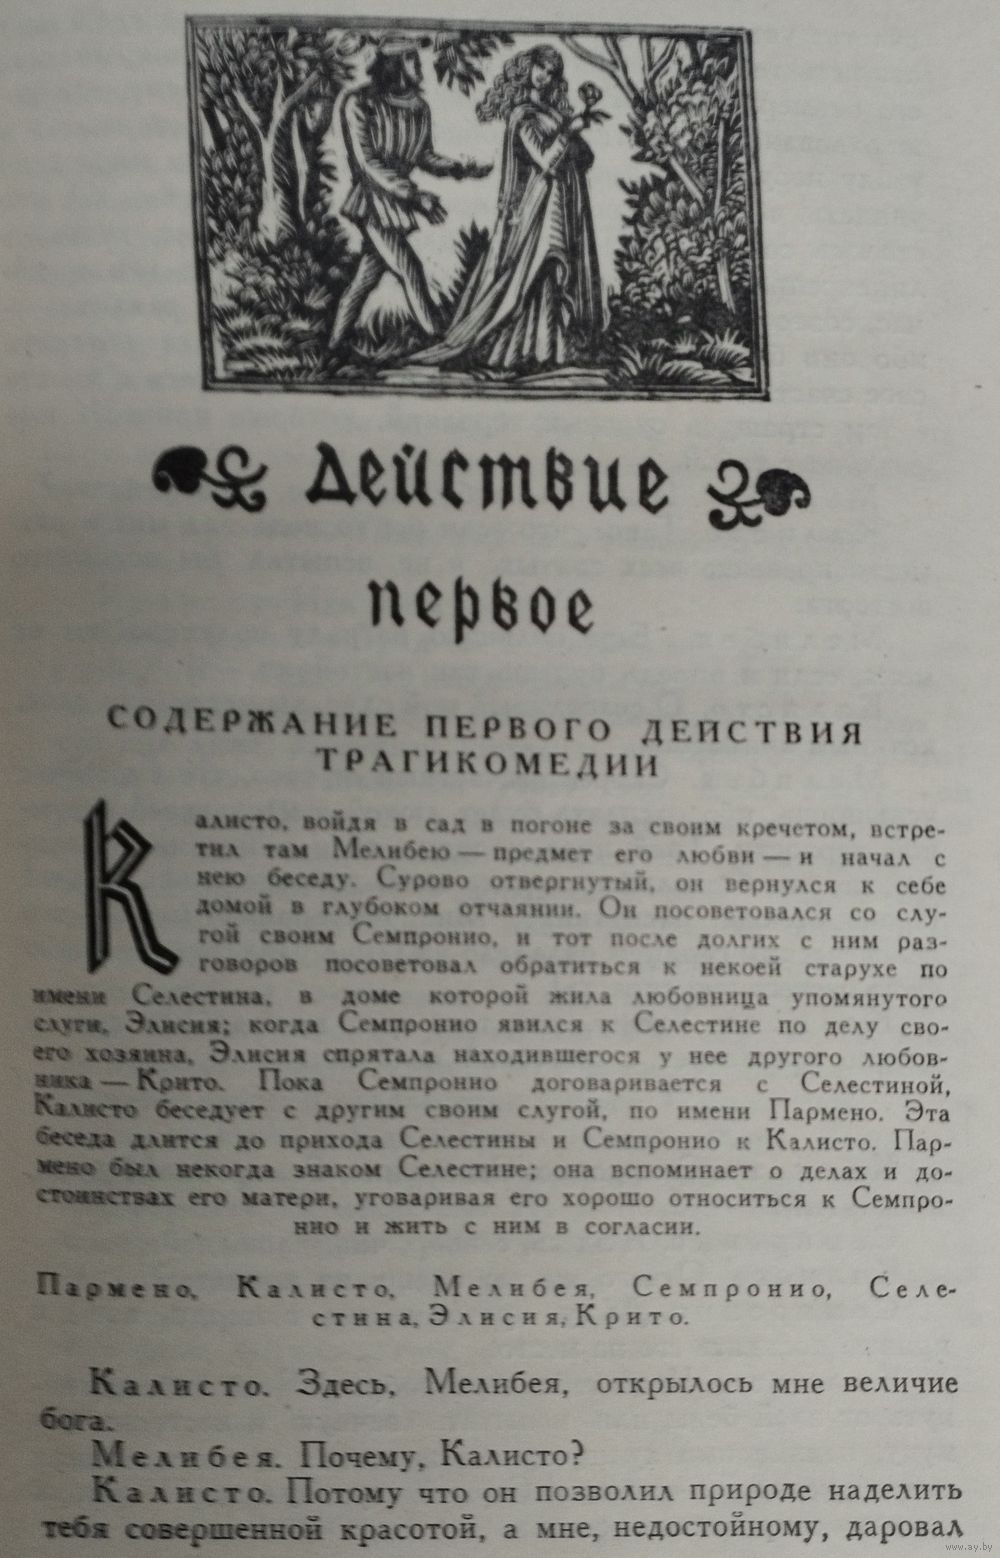 Действие
первое
СОДЕРЖАНИЕ ПЕРВОГО ДЕЙСТВИЯ
ТРАГИКОМЕДИИ
Калисто, войдя в сад в погоне за своим кречетом, встре-
тил там Мелибею — предмет его любви — и начал с
нею беседу. Сурово отвергнутый, он вернулся к себе
домой в глубоком отчаянии. Он посоветовался со слу-
гой своим Семпронио, и тот после долгих с ним раз-
говоров посоветовал обратиться к некоей старухе по
имени Селестина, в доме которой жила любовница упомянутого
слуги, Элисия; когда Семпронио явился к Селестине по делу сво-
его хозяина, Элисия спрятала находившегося у нее другого любов-
ника — Крито. Пока Семпронио договаривается с Селестиной,
Калисто беседует с другим своим слугой, по имени Пармено. Эта
беседа длится до прихода Селестины и Семпронио к Калисто. Пар-
мено был некогда знаком Селестине; она вспоминает о делах и до-
стоинствах его матери, уговаривая его хорошо относиться к Семпро-
нио и жить с ним в согласии.
Пармено, Калисто, Мелибея, Семпронио, Селе-
стина, Элисия, Крито.
Калисто. Здесь, Мелибея, открылось мне величие
бога.
Мелибея. Почему, Калисто?
Калисто. Потому что он позволил природе наделить
тебя совершенной красотой, а мне, недостойному, даровал
www.ay.by